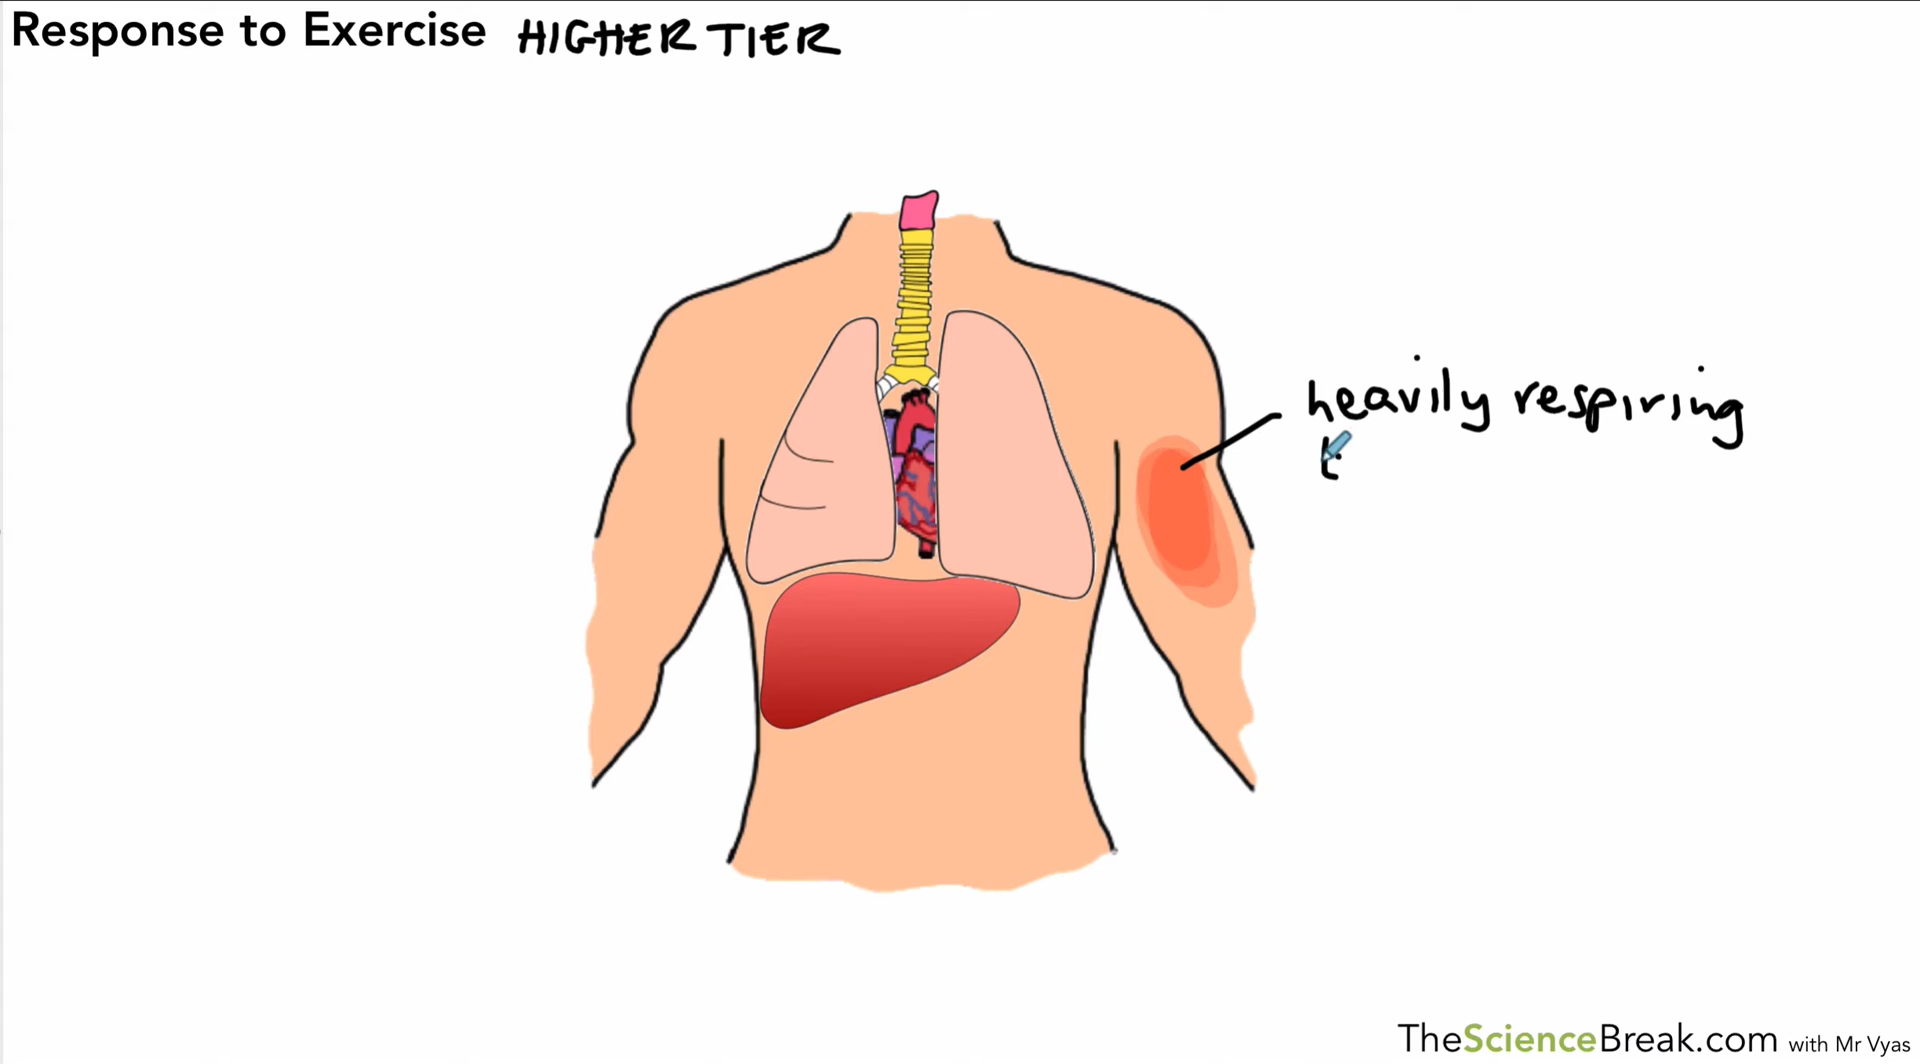 Response to Exercise HIGHER TIER
heavily respiring
t
TheScienceBreak.com with Mr Vyas